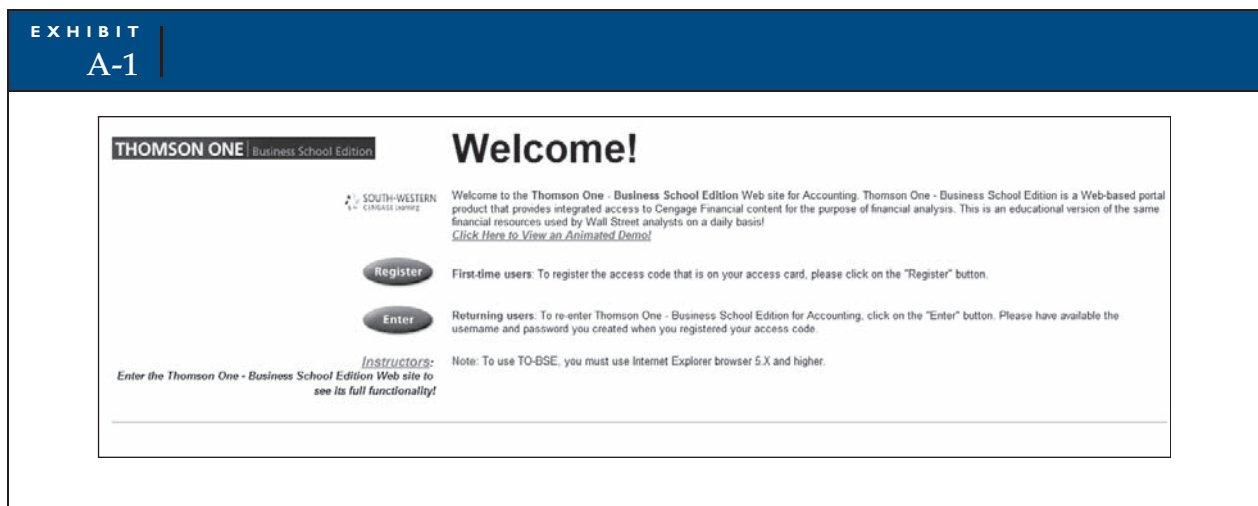 EXHIBIT
A-1
THOMSON ONE Business School Edition
Welcome!
SOUTH-WESTERN
CENGAGE Learning
Welcome to the Thomson One - Business School Edition Web site for Accounting. Thomson One - Business School Edition is a Web-based portal
product that provides integrated access to Cengage Financial content for the purpose of financial analysis. This is an educational version of the same
financial resources used by Wall Street analysts on a daily basis!
Click Here to View an Animated Demo!
Register
First-time users: To register the access code that is on your access card, please click on the "Register" button.
Enter
Returning users: To re-enter Thomson One - Business School Edition for Accounting, click on the "Enter" button. Please have available the
username and password you created when you registered your access code.
Instructors:
Enter the Thomson One - Business School Edition Web site to
see its full functionality!
Note: To use TO-BSE, you must use Internet Explorer browser 5.X and higher.